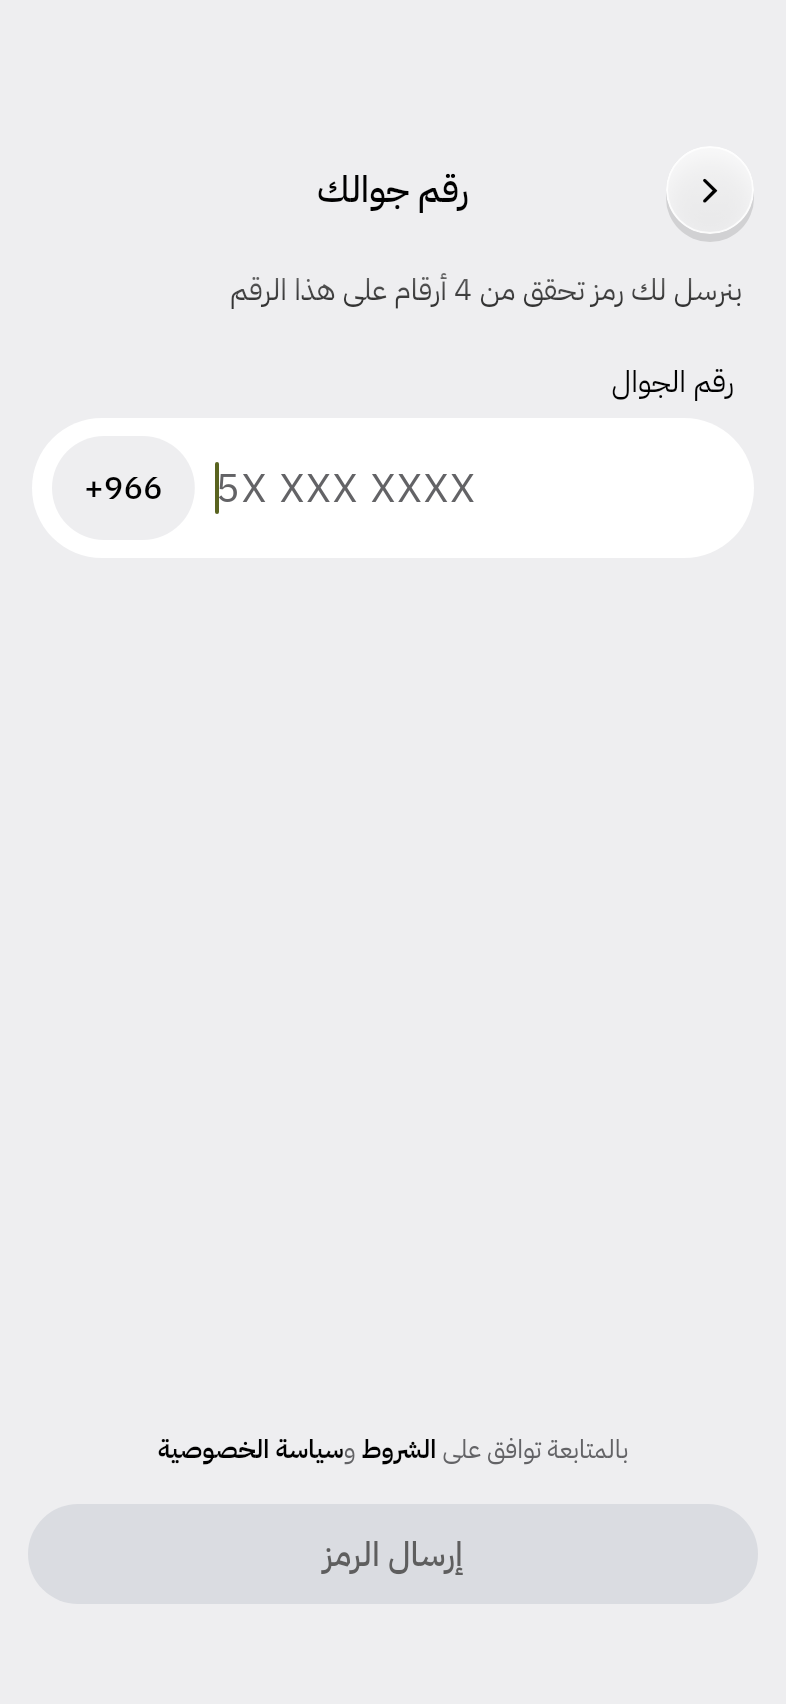 رقم جوالك
بنرسل لك رمز تحقق من 4 أرقام على هذا الرقم
رقم الجوال
+966 5X XXX XXXX
بالمتابعة توافق على الشروط وسياسة الخصوصية
إرسال الرمز